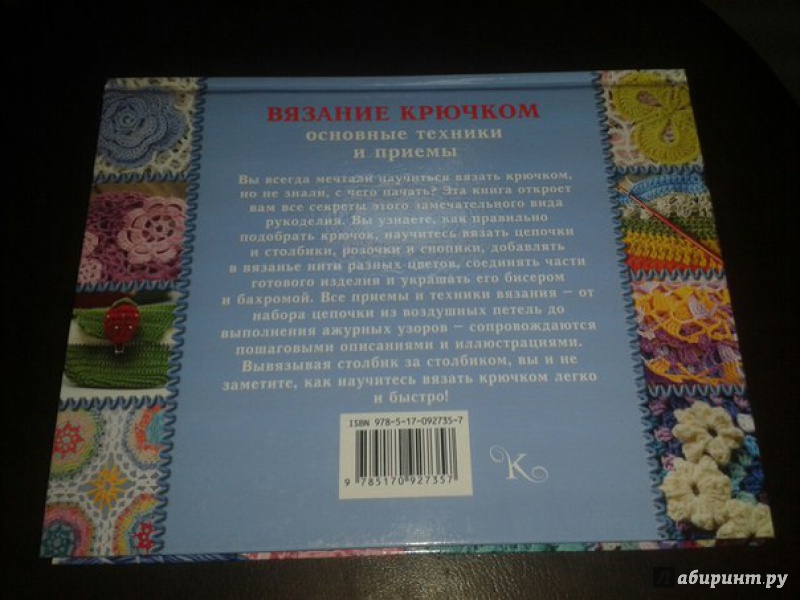 ВЯЗАНИЕ КРЮЧКОМ
ОСНОВНЫЕ ТЕХНИКИ
И ПРИЕМЫ
Вы всегда мечтали научиться вязать крючком,
но не знали, с чего начать? Эта книга откроет
вам все секреты этого замечательного вида
рукоделия. Вы узнаете, как правильно
подобрать крючок, научитесь вязать цепочки
и столбики, розочки и снопики, добавлять
в вязанье нити разных цветов, соединять части
готового изделия и украшать его бисером
и бахромой. Все приемы и техники вязания – от
набора цепочки из воздушных петель до
выполнения ажурных узоров – сопровождаются
пошаговыми описаниями и иллюстрациями.
Вывязывая столбик за столбиком, вы и не
заметите, как научитесь вязать крючком легко
и быстро!
ISBN 978-5-17-092735-7
9 785170 927357
К
Лабиринт.ру